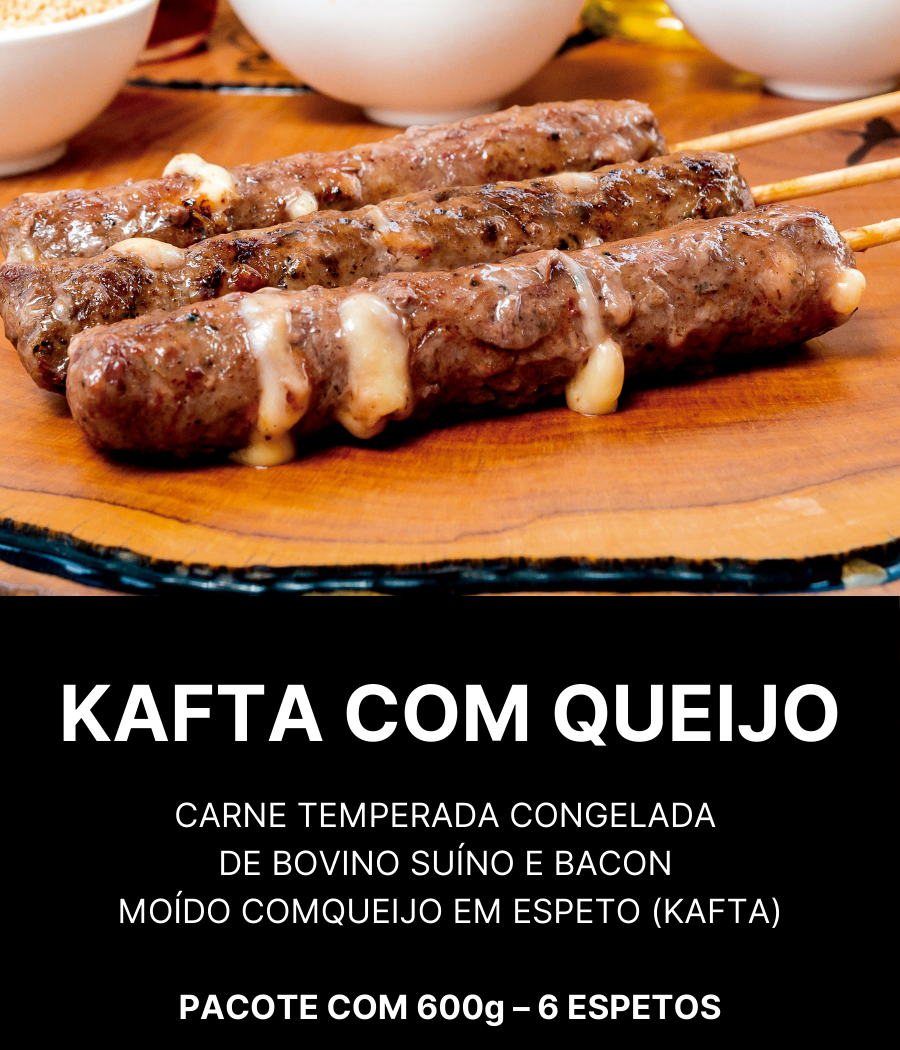 KAFTA COM QUEIJO
CARNE TEMPERADA CONGELADA
DE BOVINO SUÍNO E BACON
MOÍDO COMQUEIJO EM ESPETO (KAFTA)
PACOTE COM 600g – 6 ESPETOS